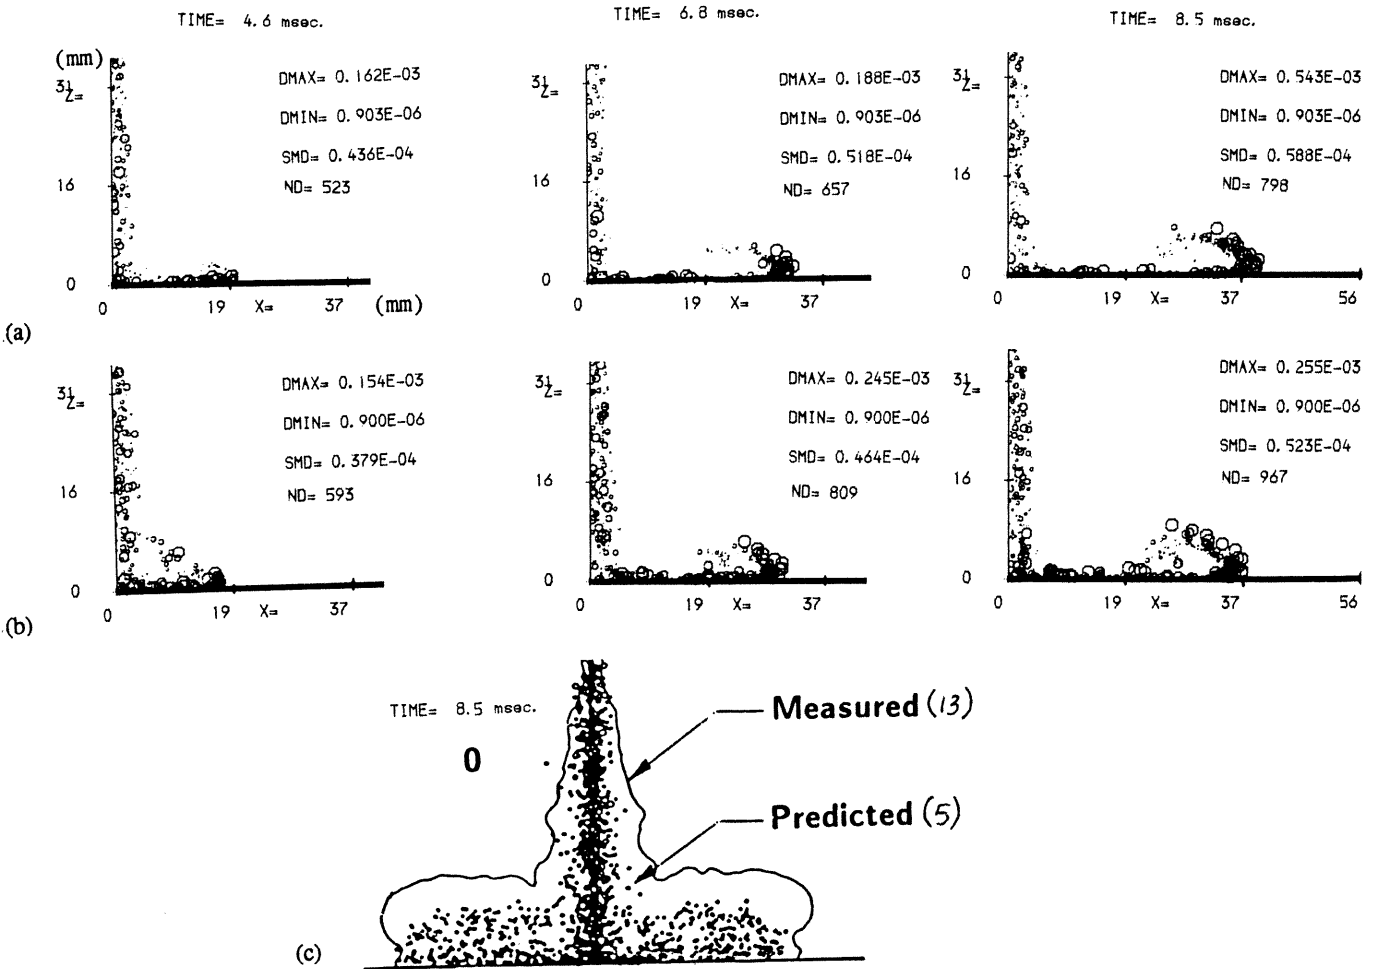 TIME= 4.6 msec.
TIME= 6.8 msec.
TIME= 8.5 msec.
(mm)
31
Z=
16
0
DMAX= 0.162E-03
DMIN= 0.903E-06
SMD= 0.436E-04
ND= 523
0 19 X= 37 (mm)
31
Z=
16
0
DMAX= 0.188E-03
DMIN= 0.903E-06
SMD= 0.518E-04
ND= 657
0 19 X= 37
31
Z=
16
0
DMAX= 0.543E-03
DMIN= 0.903E-06
SMD= 0.588E-04
ND= 798
0 19 X= 37 56
(a)
31
Z=
16
0
DMAX= 0.154E-03
DMIN= 0.900E-06
SMD= 0.379E-04
ND= 593
0 19 X= 37
31
Z=
16
0
DMAX= 0.245E-03
DMIN= 0.900E-06
SMD= 0.464E-04
ND= 809
0 19 X= 37
31
Z=
16
0
DMAX= 0.255E-03
DMIN= 0.900E-06
SMD= 0.523E-04
ND= 967
0 19 X= 37 56
(b)
TIME= 8.5 msec.
0
Measured (13)
Predicted (5)
(c)